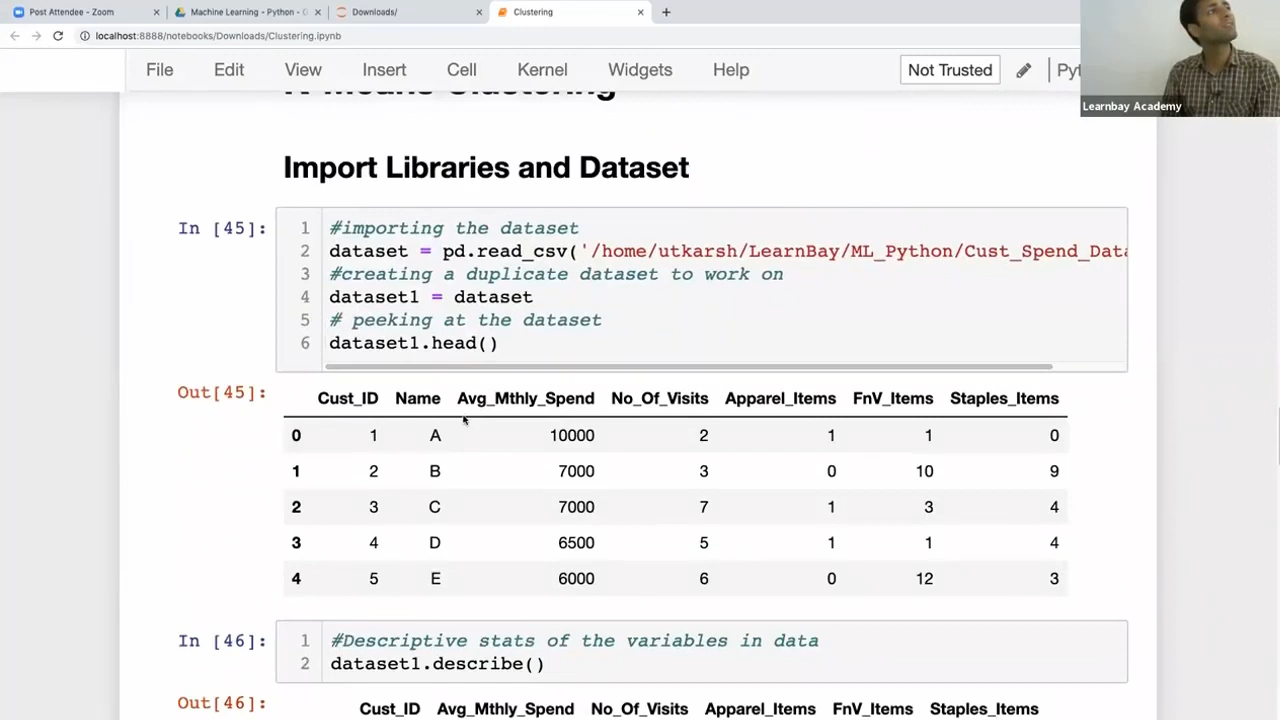 Post Attendee - Zoom
Machine Learning - Python -
Downloads/
Clustering
localhost:8888/notebooks/Downloads/Clustering.ipynb
File Edit View Insert Cell Kernel Widgets Help Not Trusted
Learnbay Academy
K-Means Clustering
Import Libraries and Dataset
In [45]:
1 #importing the dataset
2 dataset = pd.read_csv('/home/utkarsh/LearnBay/ML_Python/Cust_Spend_Data
3 #creating a duplicate dataset to work on
4 dataset1 = dataset
5 # peeking at the dataset
6 dataset1.head()
Out[45]:
Cust_ID Name Avg_Mthly_Spend No_Of_Visits Apparel_Items FnV_Items Staples_Items
0 1 A 10000 2 1 1 0
1 2 B 7000 3 0 10 9
2 3 C 7000 7 1 3 4
3 4 D 6500 5 1 1 4
4 5 E 6000 6 0 12 3
In [46]:
1 #Descriptive stats of the variables in data
2 dataset1.describe()
Out[46]:
Cust_ID Avg_Mthly_Spend No_Of_Visits Apparel_Items FnV_Items Staples_Items